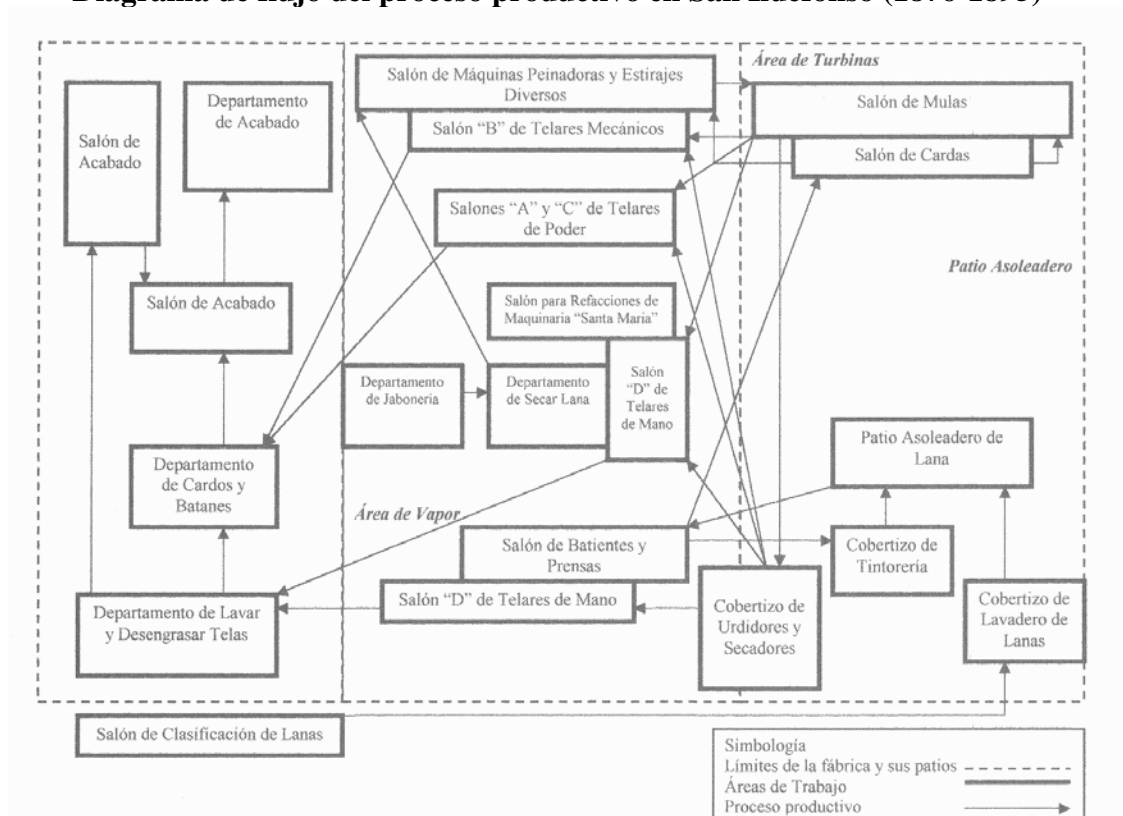 Diagrama de flujo del proceso productivo en San Ildefonso (1870-1895)
Salón de
Acabado
Departamento
de Acabado
Salón de Acabado
Departamento
de Cardos y
Batanes
Departamento de Lavar
y Desengrasar Telas
Salón de Máquinas Peinadoras y Estirajes
Diversos
Salón “B” de Telares Mecánicos
Salones “A” y “C” de Telares
de Poder
Salón para Refacciones de
Maquinaria “Santa María”
Departamento
de Jabonería
Departamento
de Secar Lana
Salón
“D” de
Telares
de Mano
Área de Vapor
Salón de Batientes y
Prensas
Salón “D” de Telares de Mano
Área de Turbinas
Salón de Mulas
Salón de Cardas
Patio Asoleadero
Patio Asoleadero de
Lana
Cobertizo de
Tintorería
Cobertizo de
Urdidores y
Secadores
Cobertizo de
Lavadero de
Lanas
Salón de Clasificación de Lanas
Simbología
Límites de la fábrica y sus patios
Áreas de Trabajo
Proceso productivo